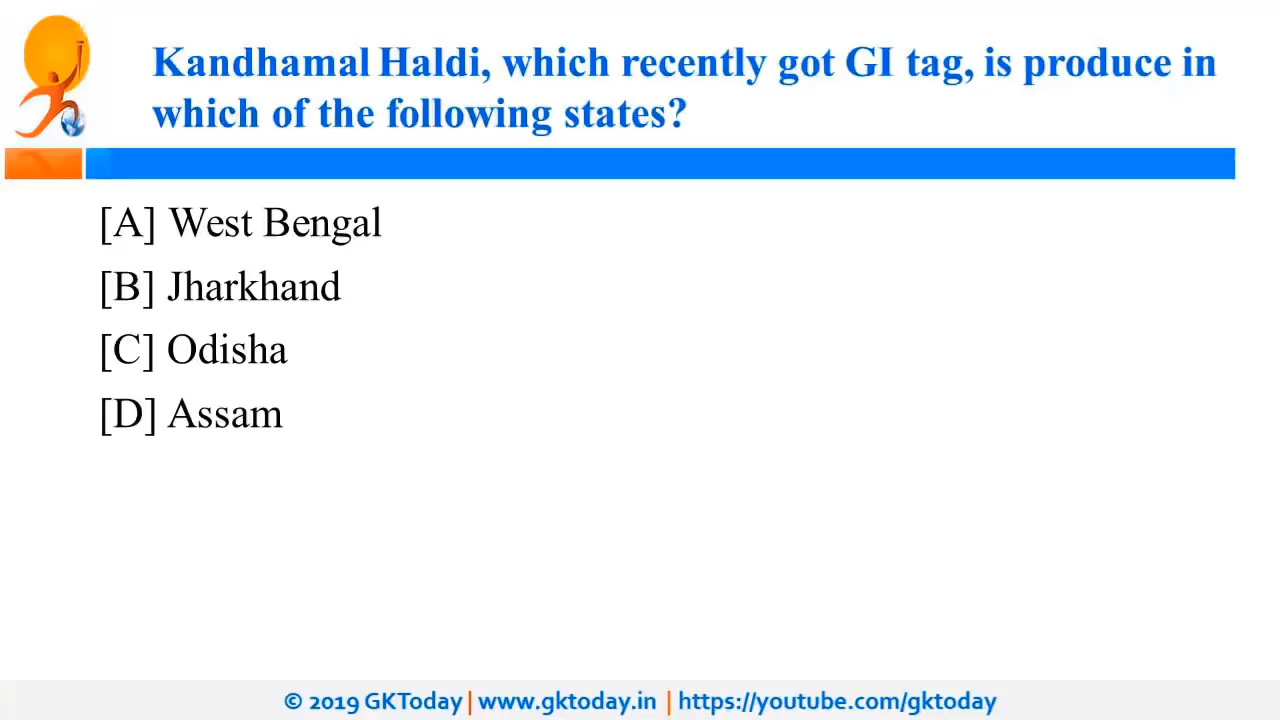 Kandhamal Haldi, which recently got GI tag, is produce in
which of the following states?
[A] West Bengal
[B] Jharkhand
[C] Odisha
[D] Assam
© 2019 GKToday | www.gktoday.in | https://youtube.com/gktoday